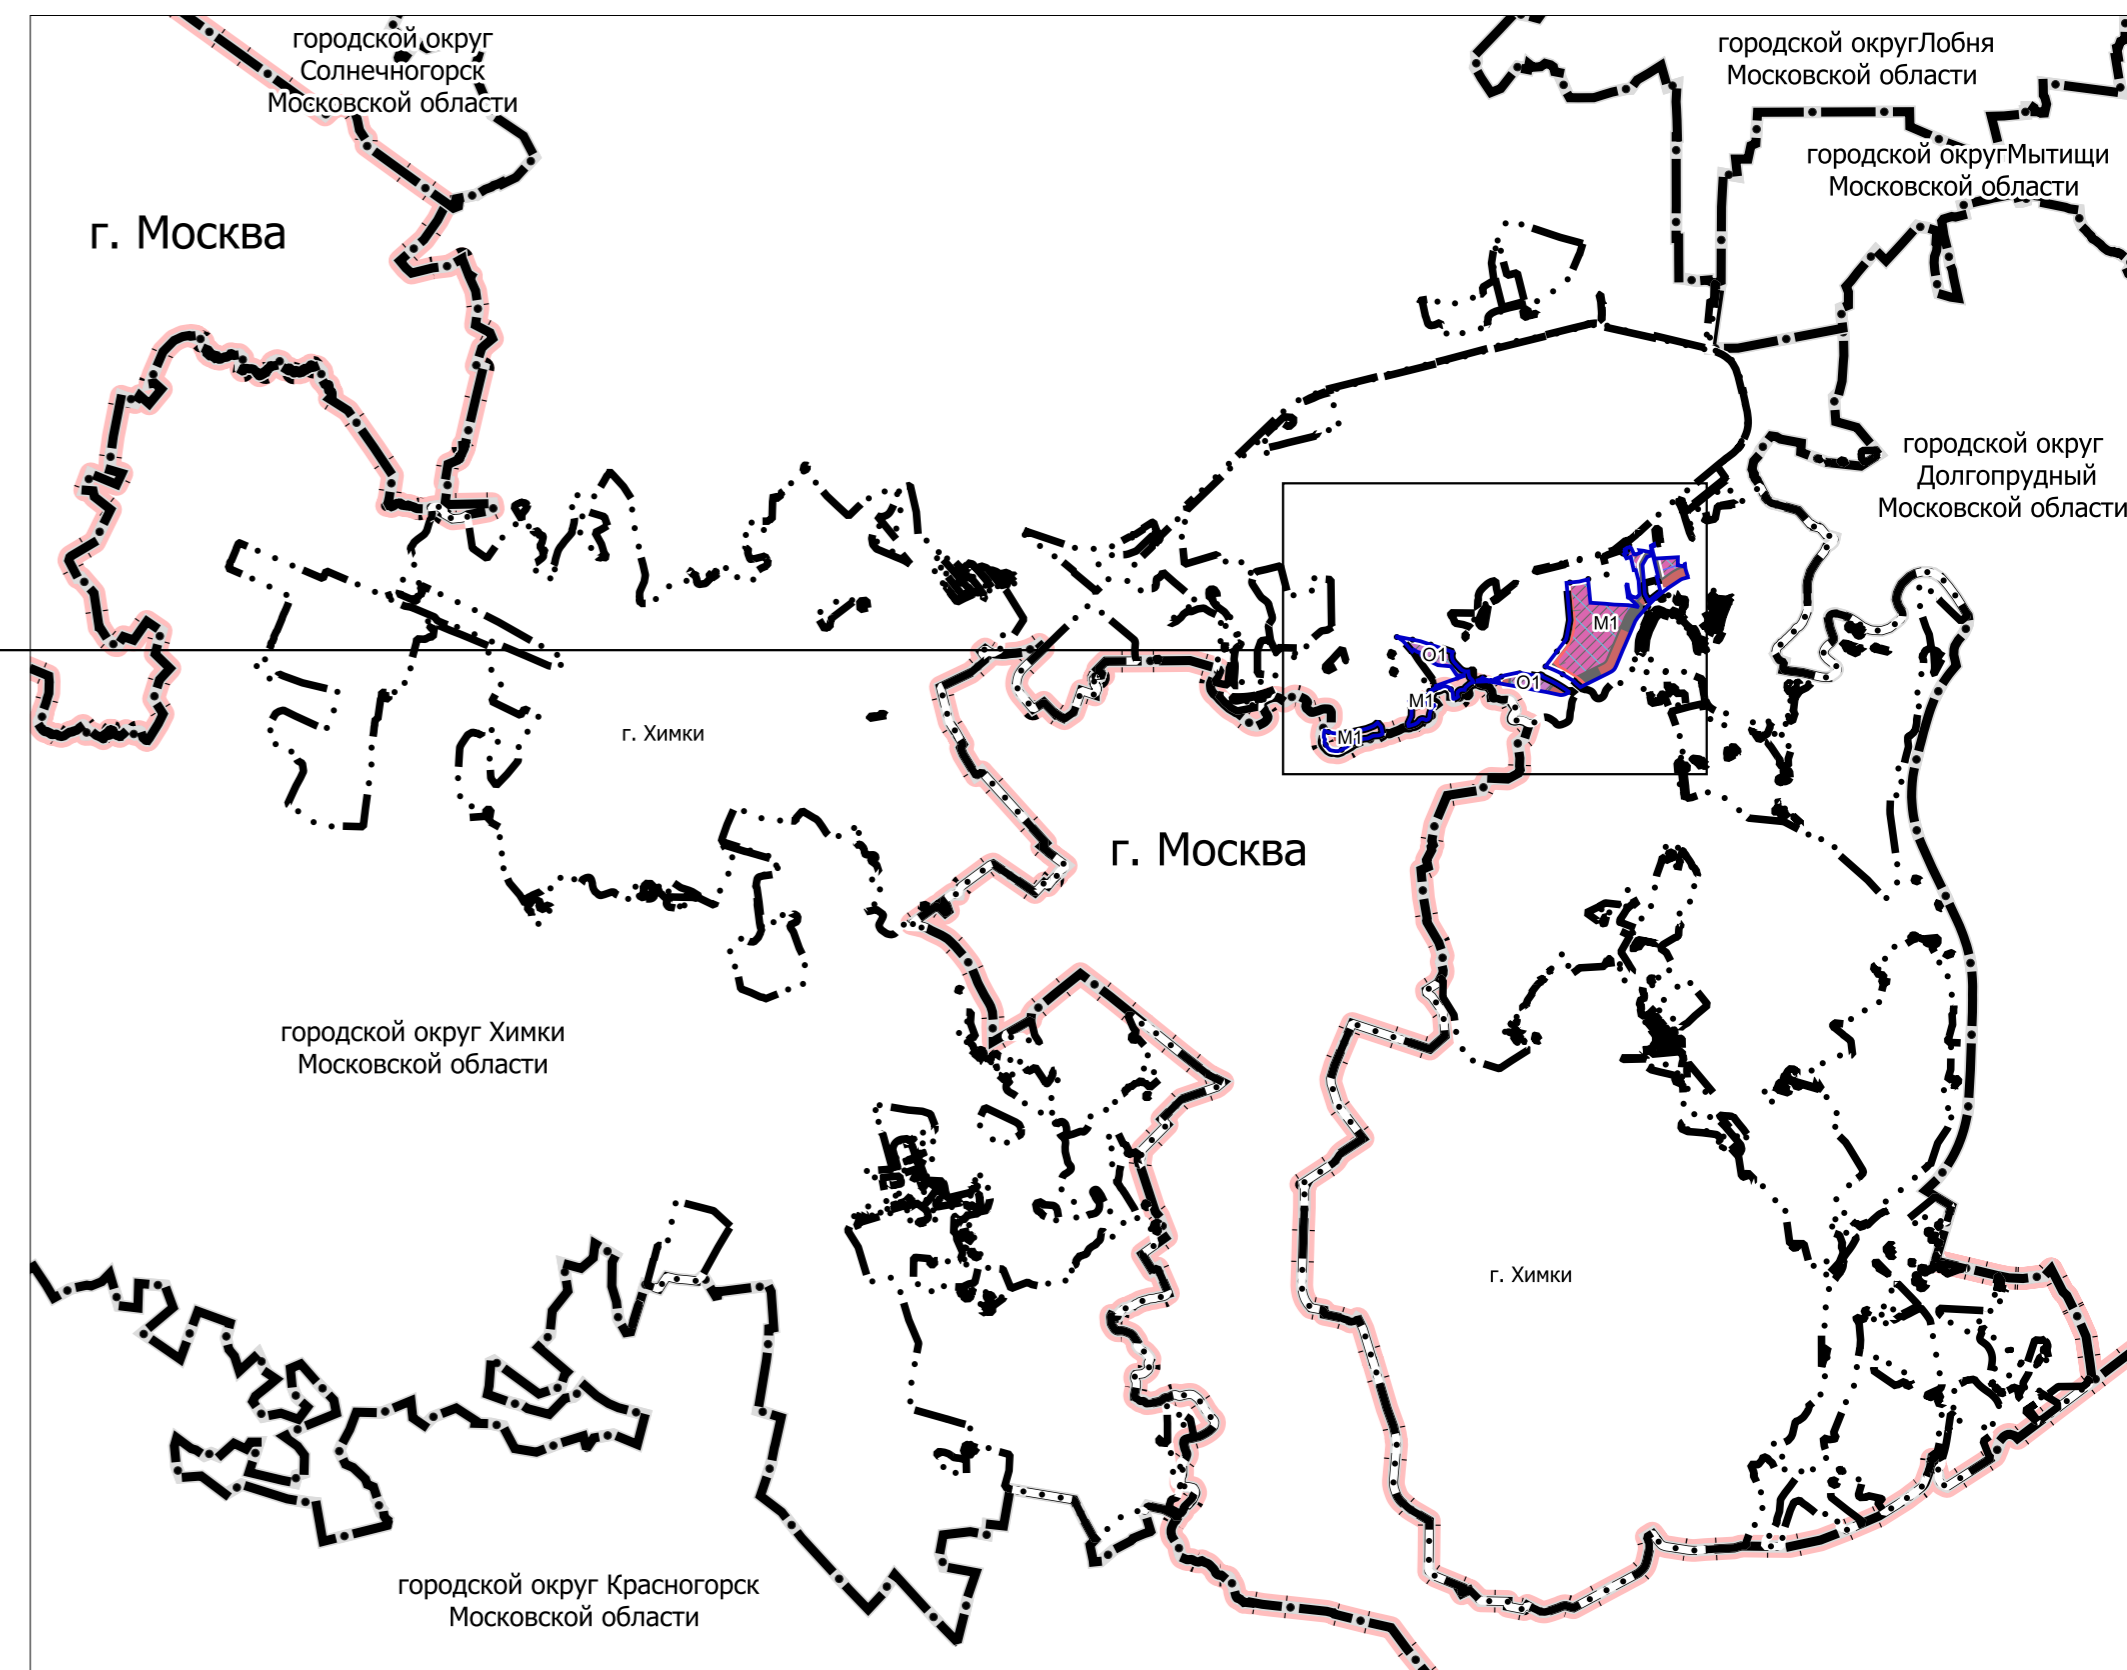 городской округ
Солнечногорск
Московской области
городской округЛобня
Московской области
городской округМытищи
Московской области
г. Москва
городской округ
Долгопрудный
Московской области
М1
О1
О1
М1
М1
г. Химки
г. Москва
городской округ Химки
Московской области
г. Химки
городской округ Красногорск
Московской области